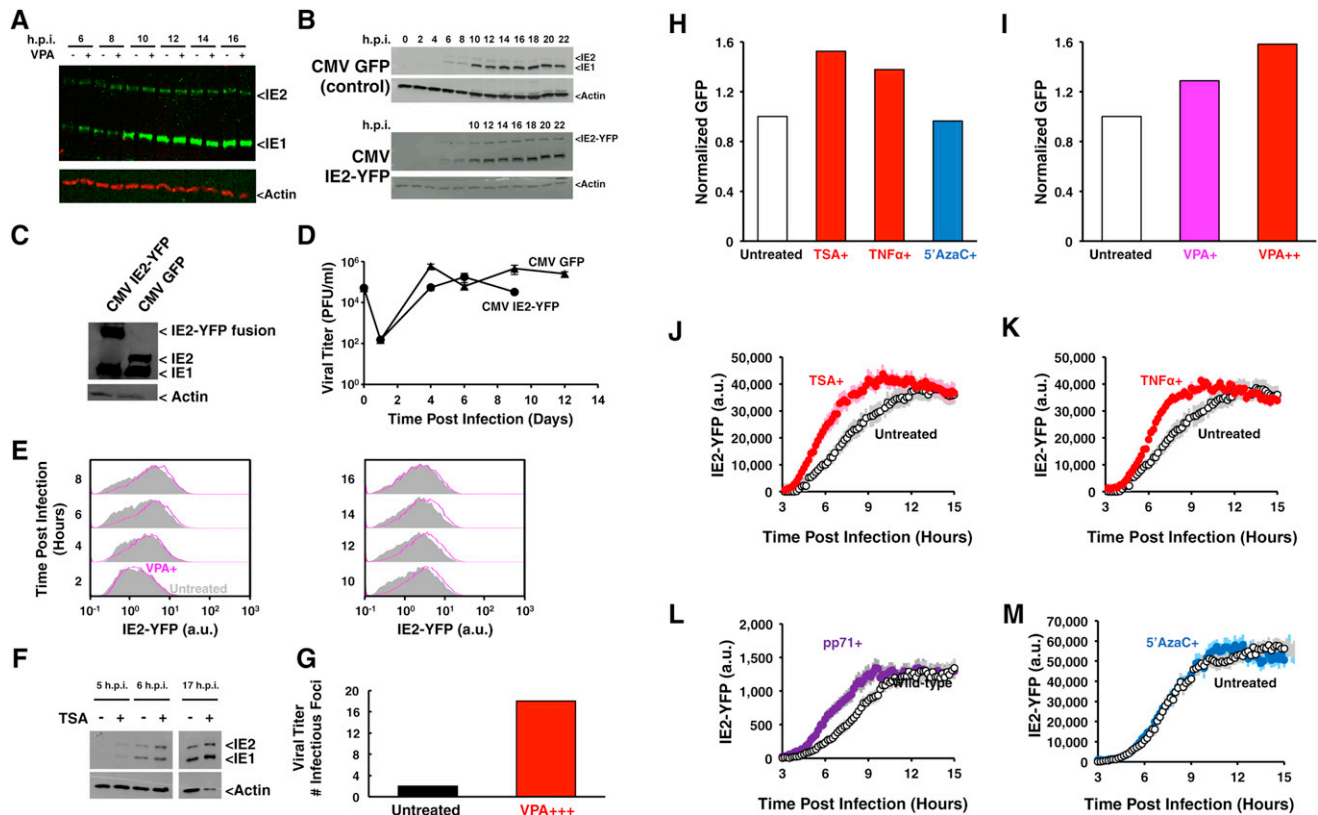 A
h.p.i. 6 8 10 12 14 16
VPA - + - + - + - + - + - +
<IE2
<IE1
<Actin
B
h.p.i. 0 2 4 6 8 10 12 14 16 18 20 22
CMV GFP
(control)
<IE2
<IE1
<Actin
h.p.i. 10 12 14 16 18 20 22
CMV
IE2-YFP
<IE2-YFP
<Actin
C
CMV IE2-YFP
CMV GFP
< IE2-YFP fusion
< IE2
< IE1
< Actin
D
Viral Titer (PFU/ml)
10^6
10^4
10^2
10^0
CMV GFP
CMV IE2-YFP
0 2 4 6 8 10 12 14
Time Post Infection (Days)
E
Time Post Infection
(Hours)
8
6
4
2
VPA+
Untreated
10^-1 10^0 10^1 10^2 10^3
IE2-YFP (a.u.)
16
14
12
10
10^-1 10^0 10^1 10^2 10^3
IE2-YFP (a.u.)
F
5 h.p.i. 6 h.p.i. 17 h.p.i.
TSA - + - + - +
<IE2
<IE1
<Actin
G
Viral Titer
# Infectious Foci
20
16
12
8
4
0
Untreated VPA+++
H
Normalized GFP
1.6
1.2
0.8
0.4
0
Untreated TSA+ TNFα+ 5'AzaC+
I
Normalized GFP
1.6
1.2
0.8
0.4
0
Untreated VPA+ VPA++
J
IE2-YFP (a.u.)
50,000
40,000
30,000
20,000
10,000
0
TSA+
Untreated
3 6 9 12 15
Time Post Infection (Hours)
K
IE2-YFP (a.u.)
50,000
40,000
30,000
20,000
10,000
0
TNFα+
Untreated
3 6 9 12 15
Time Post Infection (Hours)
L
IE2-YFP (a.u.)
2,000
1,500
1,000
500
0
pp71+
Wild-type
3 6 9 12 15
Time Post Infection (Hours)
M
IE2-YFP (a.u.)
70,000
60,000
50,000
40,000
30,000
20,000
10,000
0
5'AzaC+
Untreated
3 6 9 12 15
Time Post Infection (Hours)